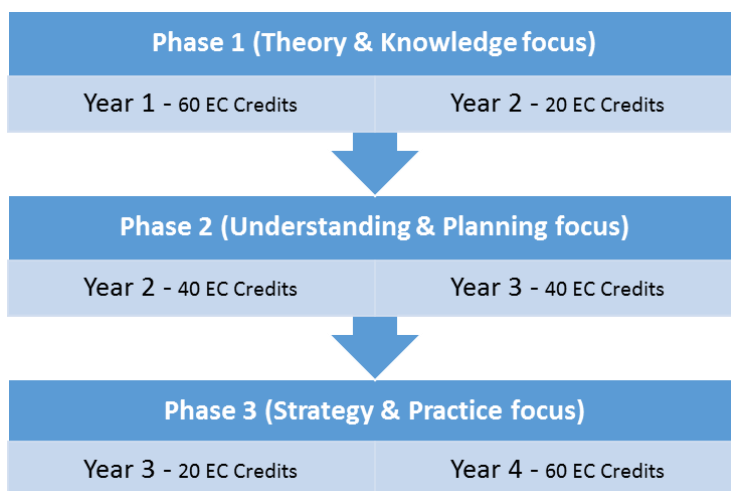 Phase 1 (Theory & Knowledge focus)
Year 1 - 60 EC Credits
Year 2 - 20 EC Credits
Phase 2 (Understanding & Planning focus)
Year 2 - 40 EC Credits
Year 3 - 40 EC Credits
Phase 3 (Strategy & Practice focus)
Year 3 - 20 EC Credits
Year 4 - 60 EC Credits